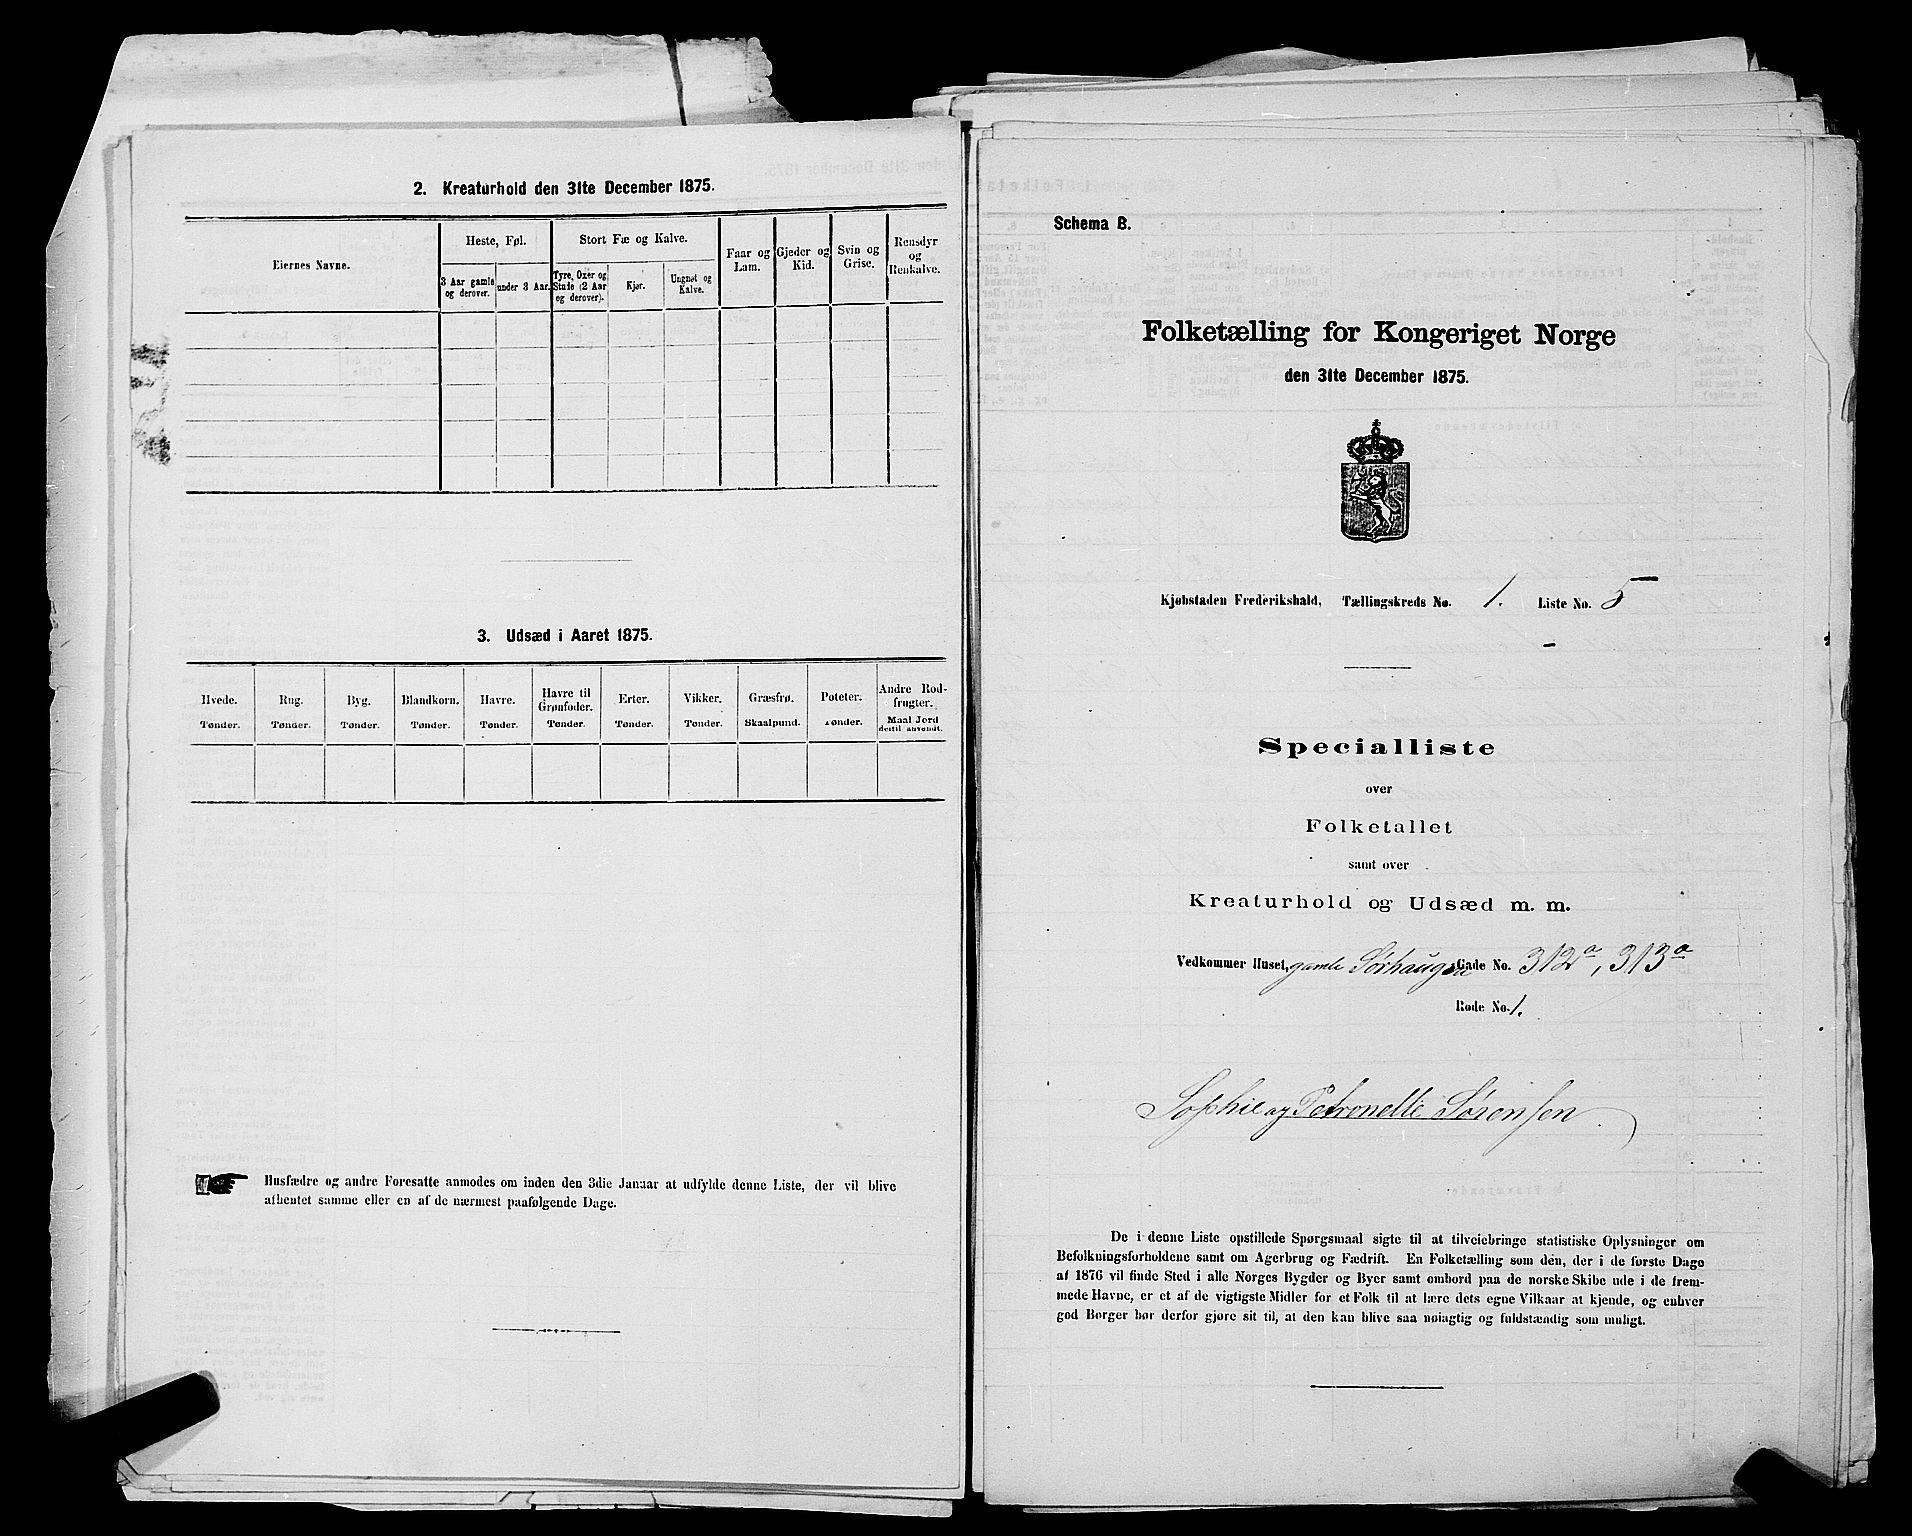 2. Kreaturhold den 31te December 1875.
Eiernes Navne.
Heste, Føl.
Stort Fæ og Kalve.
Faar og
Lam.
Gjeder og
Kid.
Svin og
Grise.
Rensdyr
og
Renkalve.
3 Aar gamle
og derover.
under 3 Aar.
Tyre, Oxer og
Stude (2 Aar
og derover).
Kjør.
Ungnøt og
Kalve.
3. Udsæd i Aaret 1875.
Hvede.
Tønder.
Rug.
Tønder.
Byg.
Tønder.
Blandkorn.
Tønder.
Havre.
Tønder.
Havre til
Grønfoder.
Tønder.
Erter.
Tønder.
Vikker.
Tønder.
Græsfrø.
Skaalpund.
Poteter.
Tønder.
Andre Rod-
frugter.
Maal Jord
dertil anvendt.
Husfædre og andre Foresatte anmodes om inden den 3die Januar at udfylde denne Liste, der vil blive
afhentet samme eller en af de nærmest paafølgende Dage.
Schema B.
Folketælling for Kongeriget Norge
den 31te December 1875.
Kjøbstaden Frederikshald, Tællingskreds No. 1. Liste No. 5
Specialliste
over
Folketallet
samt over
Kreaturhold og Udsæd m. m.
Vedkommer Huset, gamle Sørhaugen Gade No. 312a, 313a
Rode No. 1.
Sophie og Petronelle Sørensen.
De i denne Liste opstillede Spørgsmaal sigte til at tilveiebringe statistiske Oplysninger om
Befolkningsforholdene samt om Agerbrug og Fædrift. En Folketælling som den, der i de første Dage
af 1876 vil finde Sted i alle Norges Bygder og Byer samt ombord paa de norske Skibe ude i de frem-
mede Havne, er et af de vigtigste Midler for et Folk til at lære dets egne Vilkaar at kjende, og enhver
god Borger bør derfor gjøre sit til, at den kan blive saa nøiagtig og fuldstændig som muligt.